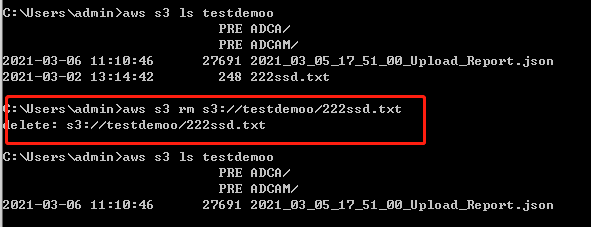 C:\Users\admin>aws s3 ls testdemoo
PRE ADCA/
PRE ADCAM/
2021-03-06 11:10:46 27691 2021_03_05_17_51_00_Upload_Report.json
2021-03-02 13:14:42 248 222ssd.txt
C:\Users\admin>aws s3 rm s3://testdemoo/222ssd.txt
delete: s3://testdemoo/222ssd.txt
C:\Users\admin>aws s3 ls testdemoo
PRE ADCA/
PRE ADCAM/
2021-03-06 11:10:46 27691 2021_03_05_17_51_00_Upload_Report.json